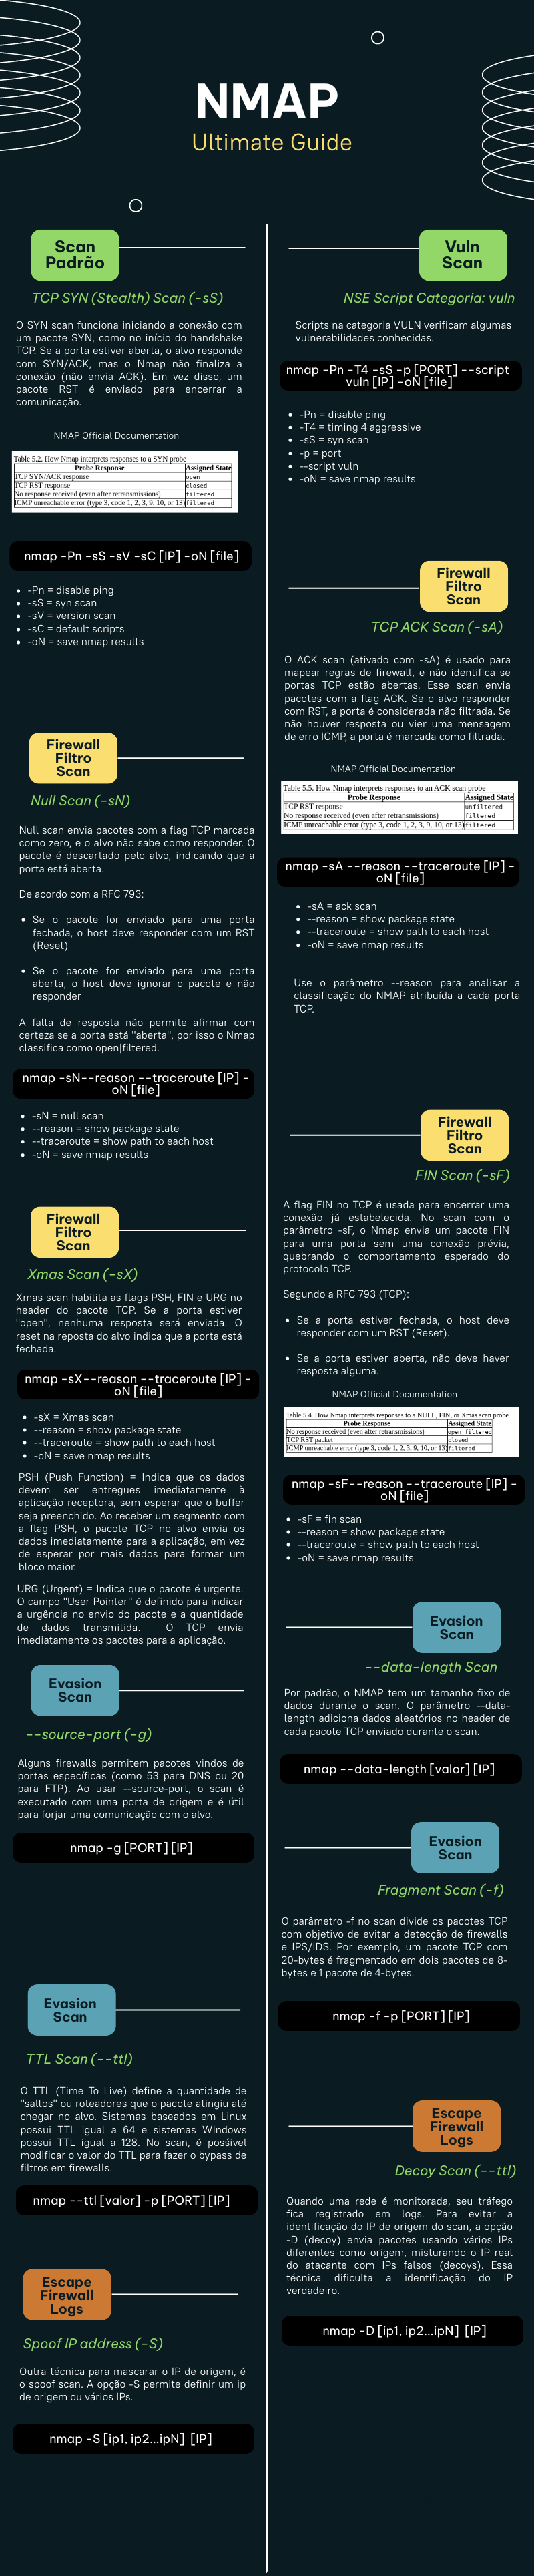 NMAP
Ultimate Guide
Scan
Padrão
TCP SYN (Stealth) Scan (-sS)
O SYN scan funciona iniciando a conexão com
um pacote SYN, como no início do handshake
TCP. Se a porta estiver aberta, o alvo responde
com SYN/ACK, mas o Nmap não finaliza a
conexão (não envia ACK). Em vez disso, um
pacote RST é enviado para encerrar a
comunicação.
NMAP Official Documentation
Table 5.2. How Nmap interprets responses to a SYN probe
Probe Response Assigned State
TCP SYN/ACK response open
TCP RST response closed
No response received (even after retransmissions) filtered
ICMP unreachable error (type 3, code 1, 2, 3, 9, 10, or 13) filtered
nmap -Pn -sS -sV -sC [IP] -oN [file]
-Pn = disable ping
-sS = syn scan
-sV = version scan
-sC = default scripts
-oN = save nmap results
Firewall
Filtro
Scan
Null Scan (-sN)
Null scan envia pacotes com a flag TCP marcada
como zero, e o alvo não sabe como responder. O
pacote é descartado pelo alvo, indicando que a
porta está aberta.
De acordo com a RFC 793:
Se o pacote for enviado para uma porta
fechada, o host deve responder com um RST
(Reset)
Se o pacote for enviado para uma porta
aberta, o host deve ignorar o pacote e não
responder
A falta de resposta não permite afirmar com
certeza se a porta está "aberta", por isso o Nmap
classifica como open|filtered.
nmap -sN--reason --traceroute [IP] -
oN [file]
-sN = null scan
--reason = show package state
--traceroute = show path to each host
-oN = save nmap results
Firewall
Filtro
Scan
Xmas Scan (-sX)
Xmas scan habilita as flags PSH, FIN e URG no
header do pacote TCP. Se a porta estiver
"open", nenhuma resposta será enviada. O
reset na reposta do alvo indica que a porta está
fechada.
nmap -sX--reason --traceroute [IP] -
oN [file]
-sX = Xmas scan
--reason = show package state
--traceroute = show path to each host
-oN = save nmap results
PSH (Push Function) = Indica que os dados
devem ser entregues imediatamente à
aplicação receptora, sem esperar que o buffer
seja preenchido. Ao receber um segmento com
a flag PSH, o pacote TCP no alvo envia os
dados imediatamente para a aplicação, em vez
de esperar por mais dados para formar um
bloco maior.
URG (Urgent) = Indica que o pacote é urgente.
O campo "User Pointer" é definido para indicar
a urgência no envio do pacote e a quantidade
de dados transmitida. O TCP envia
imediatamente os pacotes para a aplicação.
Evasion
Scan
--source-port (-g)
Alguns firewalls permitem pacotes vindos de
portas específicas (como 53 para DNS ou 20
para FTP). Ao usar --source-port, o scan é
executado com uma porta de origem e é útil
para forjar uma comunicação com o alvo.
nmap -g [PORT] [IP]
Evasion
Scan
TTL Scan (--ttl)
O TTL (Time To Live) define a quantidade de
"saltos" ou roteadores que o pacote atingiu até
chegar no alvo. Sistemas baseados em Linux
possui TTL igual a 64 e sistemas WIndows
possui TTL igual a 128. No scan, é possível
modificar o valor do TTL para fazer o bypass de
filtros em firewalls.
nmap --ttl [valor] -p [PORT] [IP]
Escape
Firewall
Logs
Spoof IP address (-S)
Outra técnica para mascarar o IP de origem, é
o spoof scan. A opção -S permite definir um ip
de origem ou vários IPs.
nmap -S [ip1, ip2...ipN] [IP]
Vuln
Scan
NSE Script Categoria: vuln
Scripts na categoria VULN verificam algumas
vulnerabilidades conhecidas.
nmap -Pn -T4 -sS -p [PORT] --script
vuln [IP] -oN [file]
-Pn = disable ping
-T4 = timing 4 aggressive
-sS = syn scan
-p = port
--script vuln
-oN = save nmap results
Firewall
Filtro
Scan
TCP ACK Scan (-sA)
O ACK scan (ativado com -sA) é usado para
mapear regras de firewall, e não identifica se
portas TCP estão abertas. Esse scan envia
pacotes com a flag ACK. Se o alvo responder
com RST, a porta é considerada não filtrada. Se
não houver resposta ou vier uma mensagem
de erro ICMP, a porta é marcada como filtrada.
NMAP Official Documentation
Table 5.5. How Nmap interprets responses to an ACK scan probe
Probe Response Assigned State
TCP RST response unfiltered
No response received (even after retransmissions) filtered
ICMP unreachable error (type 3, code 1, 2, 3, 9, 10, or 13) filtered
nmap -sA --reason --traceroute [IP] -
oN [file]
-sA = ack scan
--reason = show package state
--traceroute = show path to each host
-oN = save nmap results
Use o parâmetro --reason para analisar a
classificação do NMAP atribuída a cada porta
TCP.
Firewall
Filtro
Scan
FIN Scan (-sF)
A flag FIN no TCP é usada para encerrar uma
conexão já estabelecida. No scan com o
parâmetro -sF, o Nmap envia um pacote FIN
para uma porta sem uma conexão prévia,
quebrando o comportamento esperado do
protocolo TCP.
Segundo a RFC 793 (TCP):
Se a porta estiver fechada, o host deve
responder com um RST (Reset).
Se a porta estiver aberta, não deve haver
resposta alguma.
NMAP Official Documentation
Table 5.4. How Nmap interprets responses to a NULL, FIN, or Xmas scan probe
Probe Response Assigned State
No response received (even after retransmissions) open|filtered
TCP RST packet closed
ICMP unreachable error (type 3, code 1, 2, 3, 9, 10, or 13) filtered
nmap -sF--reason --traceroute [IP] -
oN [file]
-sF = fin scan
--reason = show package state
--traceroute = show path to each host
-oN = save nmap results
Evasion
Scan
--data-length Scan
Por padrão, o NMAP tem um tamanho fixo de
dados durante o scan. O parâmetro --data-
length adiciona dados aleatórios no header de
cada pacote TCP enviado durante o scan.
nmap --data-length [valor] [IP]
Evasion
Scan
Fragment Scan (-f)
O parâmetro -f no scan divide os pacotes TCP
com objetivo de evitar a detecção de firewalls
e IPS/IDS. Por exemplo, um pacote TCP com
20-bytes é fragmentado em dois pacotes de 8-
bytes e 1 pacote de 4-bytes.
nmap -f -p [PORT] [IP]
Escape
Firewall
Logs
Decoy Scan (--ttl)
Quando uma rede é monitorada, seu tráfego
fica registrado em logs. Para evitar a
identificação do IP de origem do scan, a opção
-D (decoy) envia pacotes usando vários IPs
diferentes como origem, misturando o IP real
do atacante com IPs falsos (decoys). Essa
técnica dificulta a identificação do IP
verdadeiro.
nmap -D [ip1, ip2...ipN] [IP]